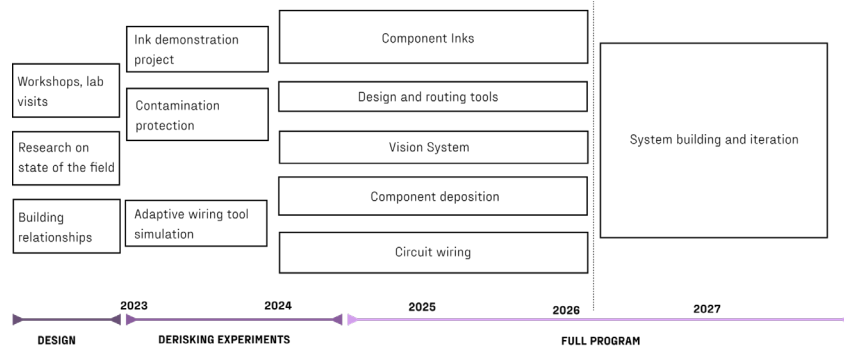 Workshops, lab
visits
Research on
state of the field
Building
relationships
Ink demonstration
project
Contamination
protection
Adaptive wiring tool
simulation
Component Inks
Design and routing tools
Vision System
Component deposition
Circuit wiring
System building and iteration
2023
2024
2025
2026
2027
DESIGN
DERISKING EXPERIMENTS
FULL PROGRAM